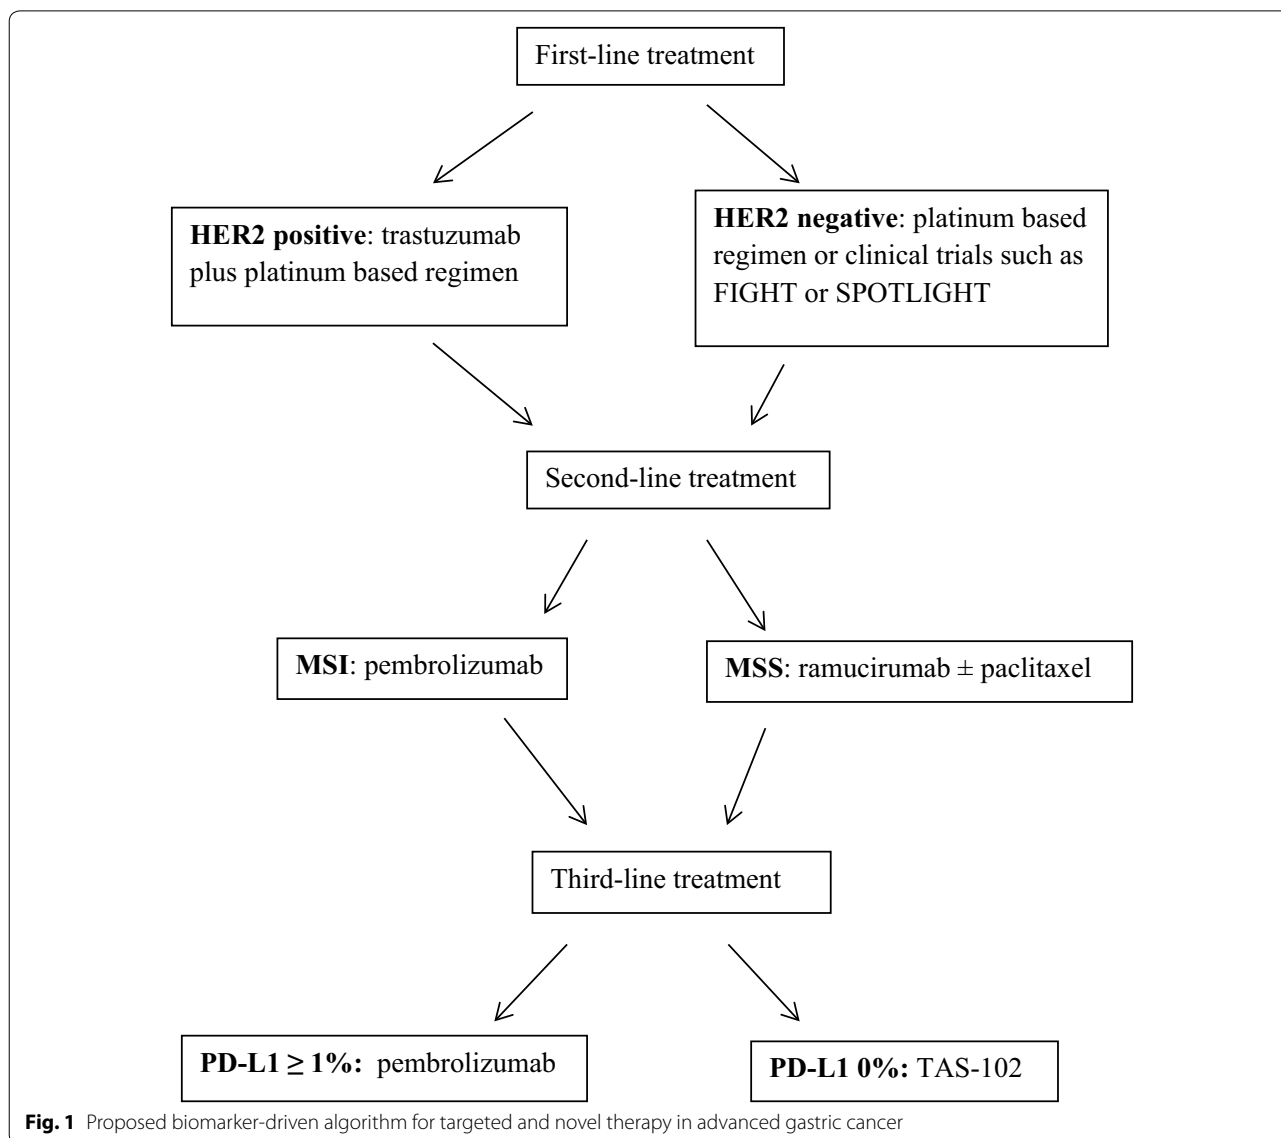 First-line treatment
HER2 positive: trastuzumab
plus platinum based regimen
HER2 negative: platinum based
regimen or clinical trials such as
FIGHT or SPOTLIGHT
Second-line treatment
MSI: pembrolizumab
MSS: ramucirumab ± paclitaxel
Third-line treatment
PD-L1 ≥ 1%: pembrolizumab
PD-L1 0%: TAS-102
Fig. 1 Proposed biomarker-driven algorithm for targeted and novel therapy in advanced gastric cancer